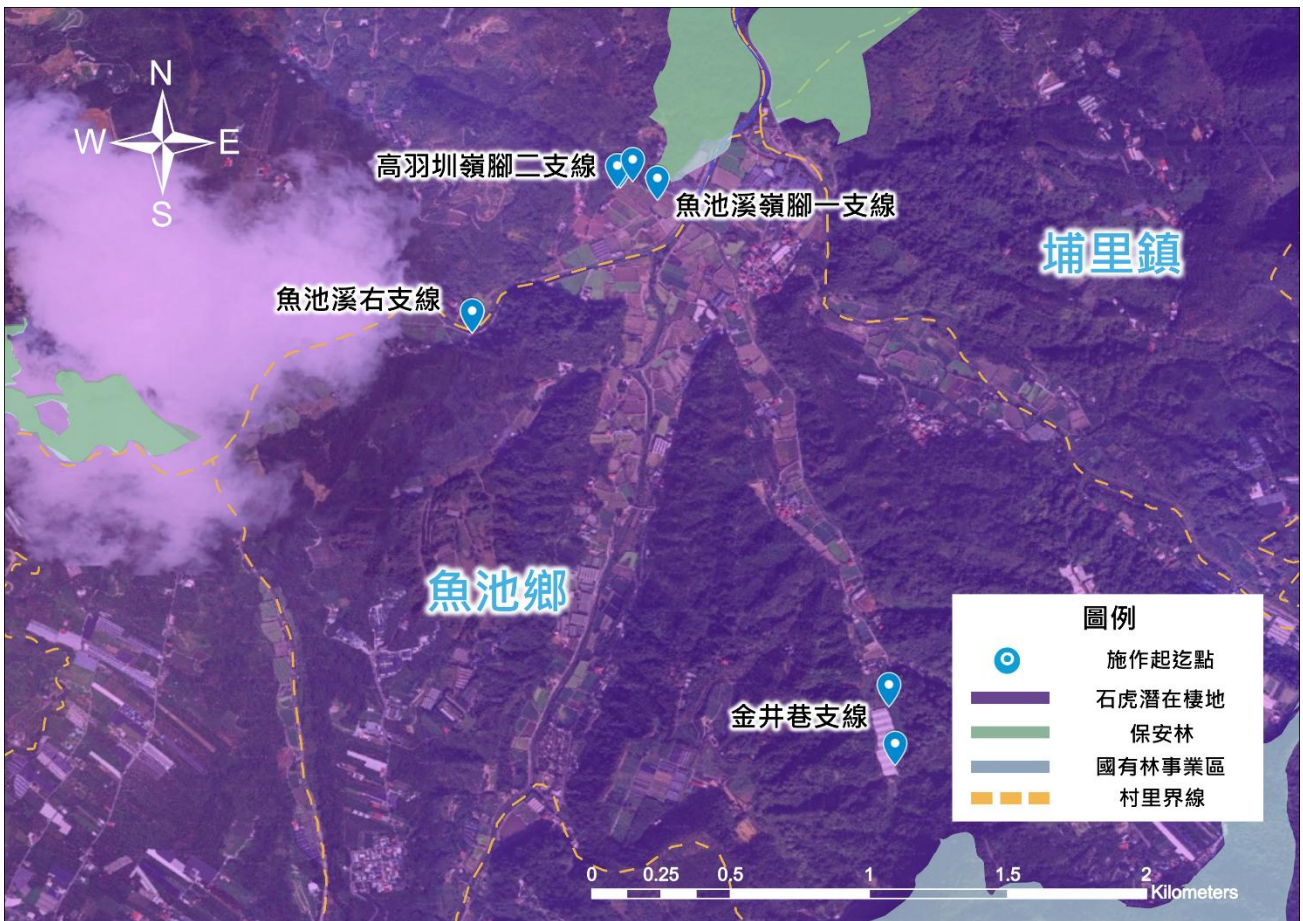 N
W
E
S
高羽圳嶺腳二支線
魚池溪嶺腳一支線
埔里鎮
魚池溪右支線
魚池鄉
金井巷支線
圖例
施作起迄點
石虎潛在棲地
保安林
國有林事業區
村里界線
0 0.25 0.5 1 1.5 2
Kilometers